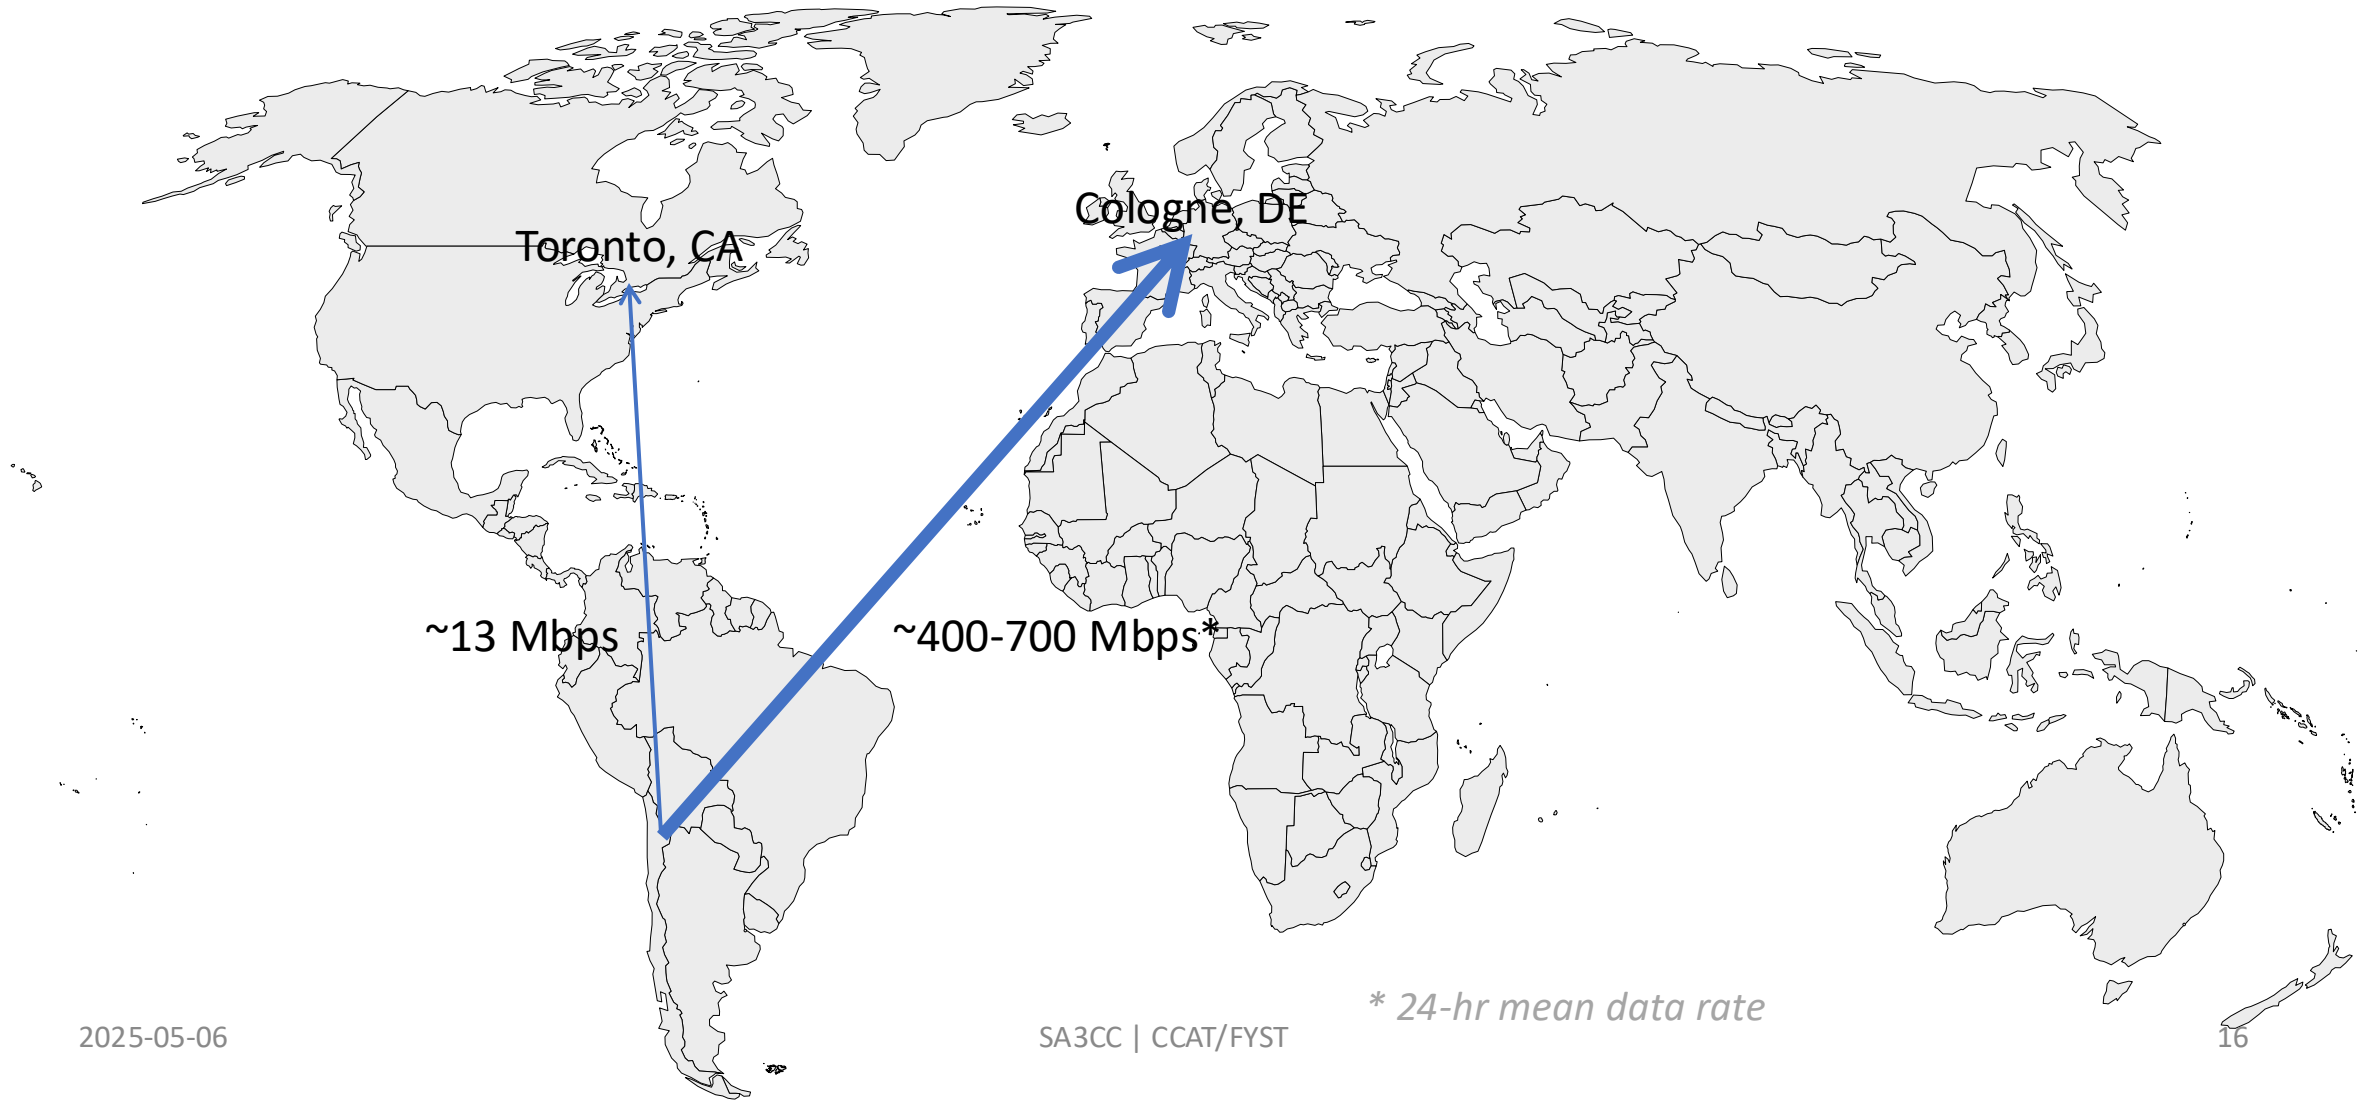 Cologne, DE
Toronto, CA
~13 Mbps
~400-700 Mbps*
* 24-hr mean data rate
2025-05-06
SA3CC | CCAT/FYST
16